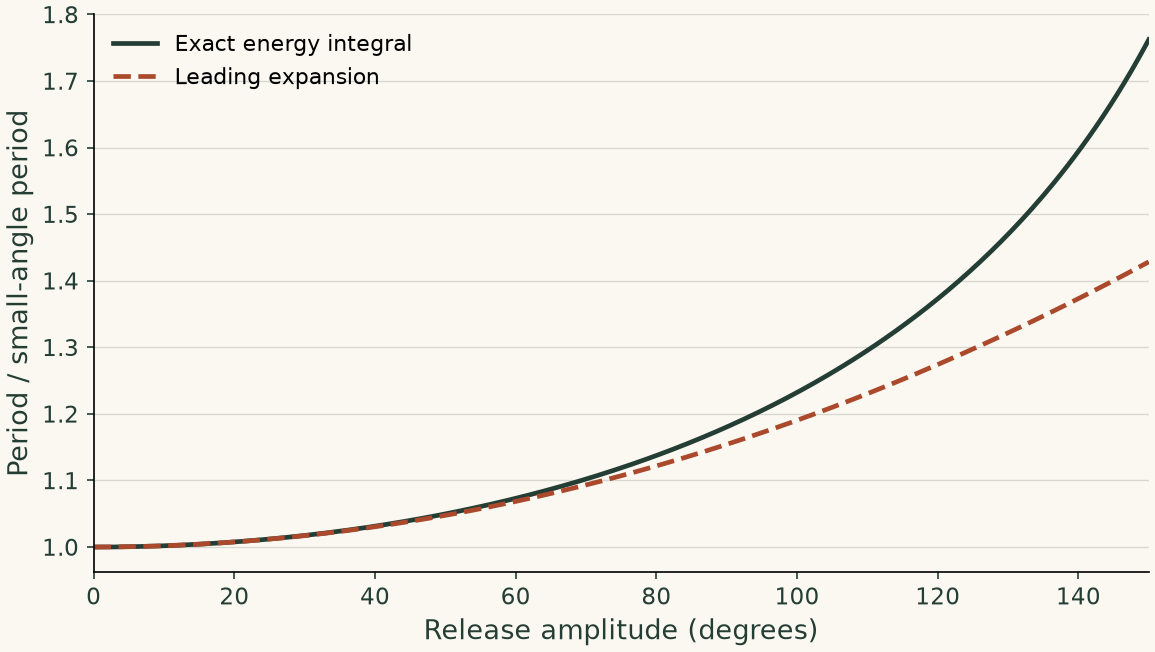 Exact energy integral
Leading expansion
Period / small-angle period
1.8
1.7
1.6
1.5
1.4
1.3
1.2
1.1
1.0
0 20 40 60 80 100 120 140
Release amplitude (degrees)